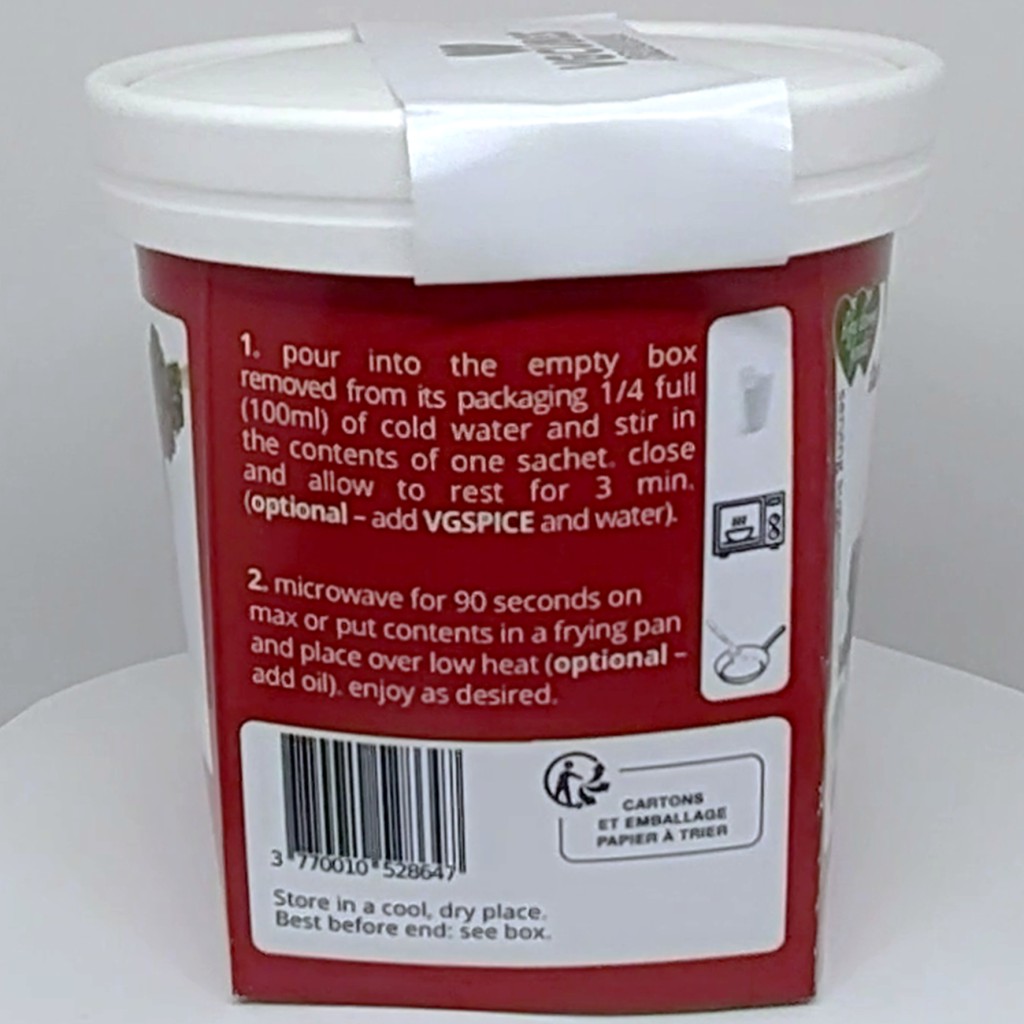 1. pour into the empty box
removed from its packaging 1/4 full
(100ml) of cold water and stir in
the contents of one sachet. close
and allow to rest for 3 min.
(optional – add VGSPICE and water).
2. microwave for 90 seconds on
max or put contents in a frying pan
and place over low heat (optional –
add oil). enjoy as desired.
3 770010 528647
CARTONS
ET EMBALLAGE
PAPIER À TRIER
Store in a cool, dry place.
Best before end: see box.